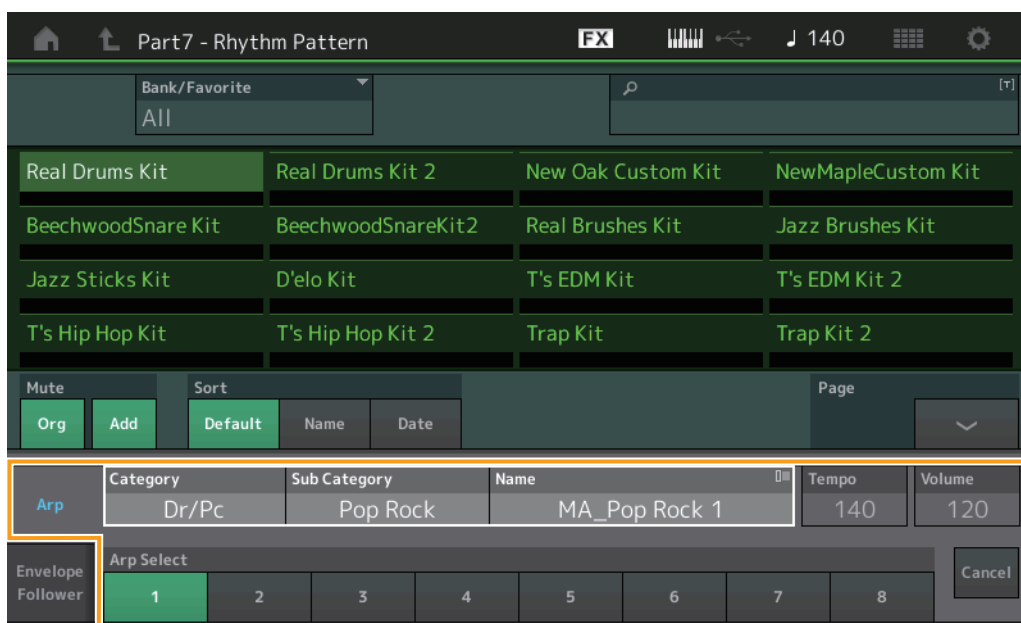 Part7 - Rhythm Pattern FX 140
Bank/Favorite [T]
All
Real Drums Kit Real Drums Kit 2 New Oak Custom Kit NewMapleCustom Kit
BeechwoodSnare Kit BeechwoodSnareKit2 Real Brushes Kit Jazz Brushes Kit
Jazz Sticks Kit D'elo Kit T's EDM Kit T's EDM Kit 2
T's Hip Hop Kit T's Hip Hop Kit 2 Trap Kit Trap Kit 2
Mute Sort Page
Org Add Default Name Date
Category Sub Category Name Tempo Volume
Arp Dr/Pc Pop Rock MA_Pop Rock 1 140 120
Envelope Follower
Arp Select
1 2 3 4 5 6 7 8
Cancel